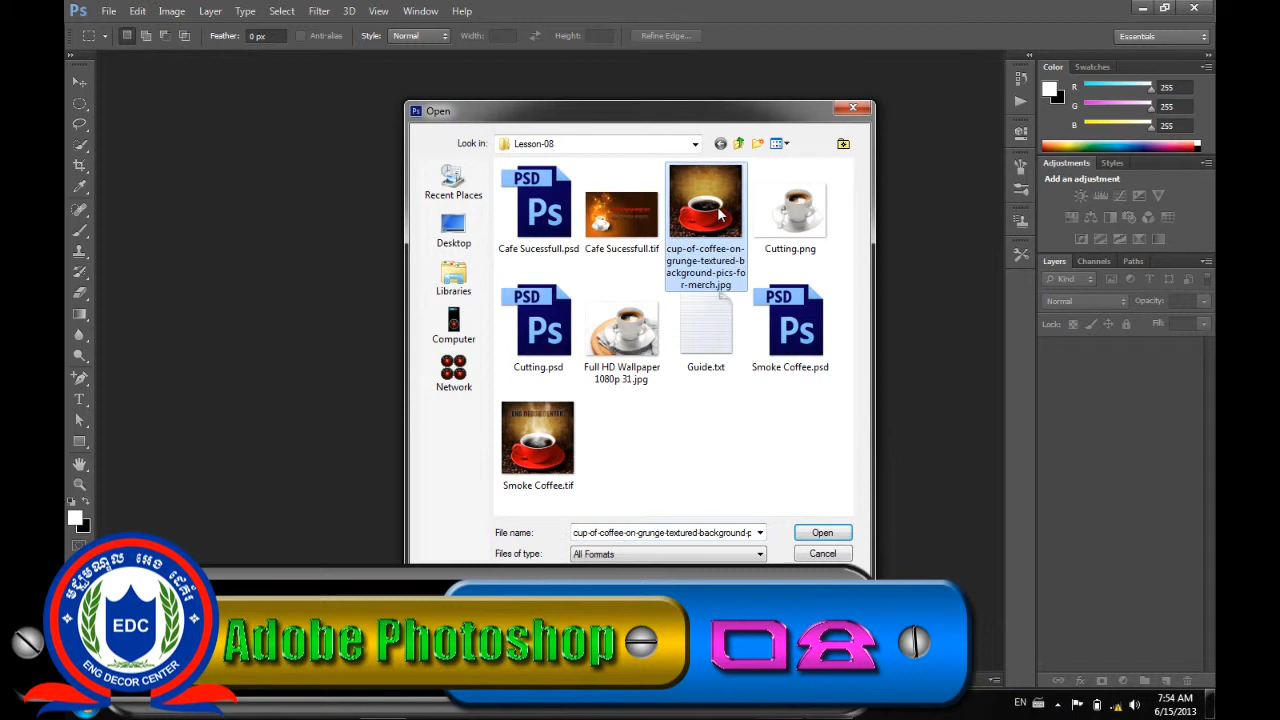 Ps File Edit Image Layer Type Select Filter 3D View Window Help
Feather: 0 px Anti-alias Style: Normal Width: Height: Refine Edge... Essentials
Color Swatches
R 255
G 255
B 255
Adjustments Styles
Add an adjustment
Layers Channels Paths
Kind
Normal Opacity:
Lock: Fill:
Ps Open
Look in: Lesson-08
Recent Places
Desktop
Libraries
Computer
Network
PSD
Ps
Cafe Sucessfull.psd
Cafe Sucessfull.tif
cup-of-coffee-on-
grunge-textured-b
ackground-pics-fo
r-merch.jpg
Cutting.png
PSD
Ps
Cutting.psd
Full HD Wallpaper
1080p 31.jpg
Guide.txt
PSD
Ps
Smoke Coffee.psd
Smoke Coffee.tif
File name: cup-of-coffee-on-grunge-textured-background-p Open
Files of type: All Formats Cancel
EDC
ENG DECOR CENTER
Adobe Photoshop 08
EN
7:54 AM
6/15/2013